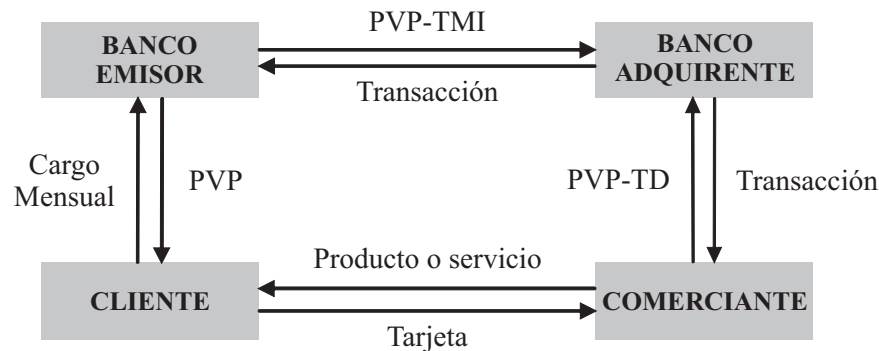 PVP-TMI
BANCO
EMISOR
BANCO
ADQUIRENTE
Transacción
Cargo
Mensual
PVP
PVP-TD
Transacción
Producto o servicio
CLIENTE
COMERCIANTE
Tarjeta